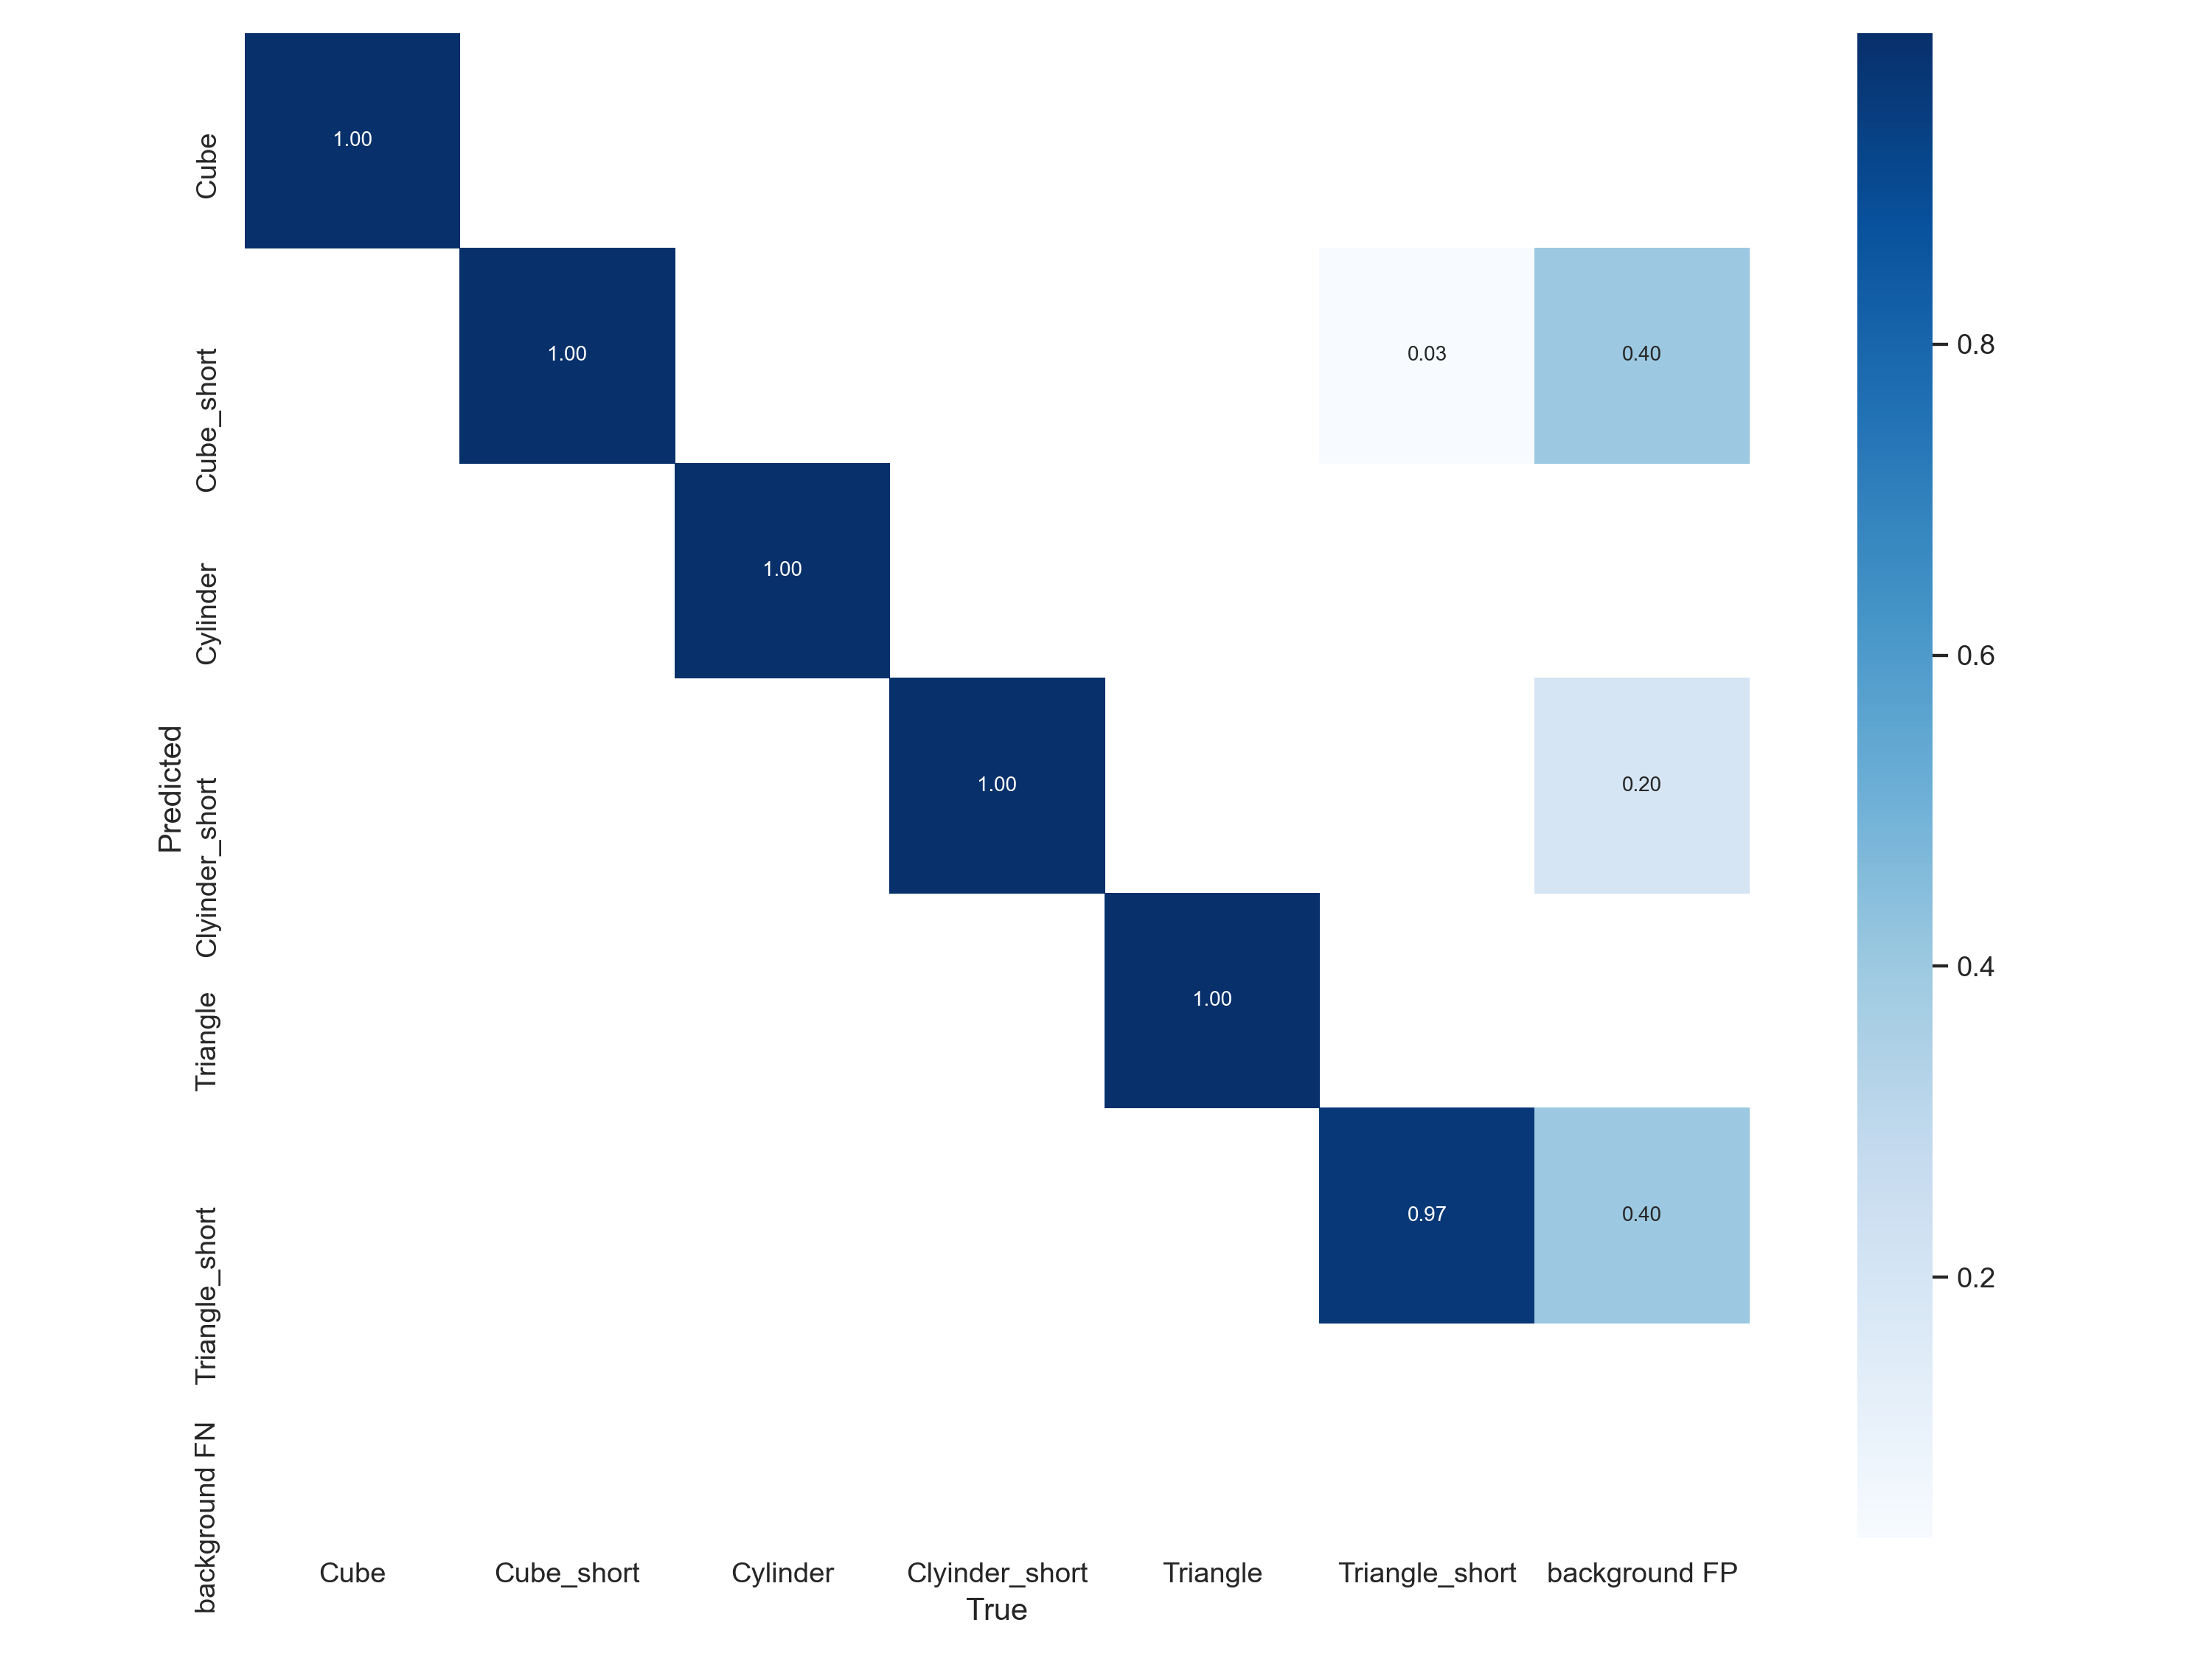 Predicted
Cube
Cube_short
Cylinder
Clyinder_short
Triangle
Triangle_short
background FN
1.00
1.00 0.03 0.40
1.00
1.00 0.20
1.00
0.97 0.40
Cube Cube_short Cylinder Clyinder_short Triangle Triangle_short background FP
True
0.8
0.6
0.4
0.2